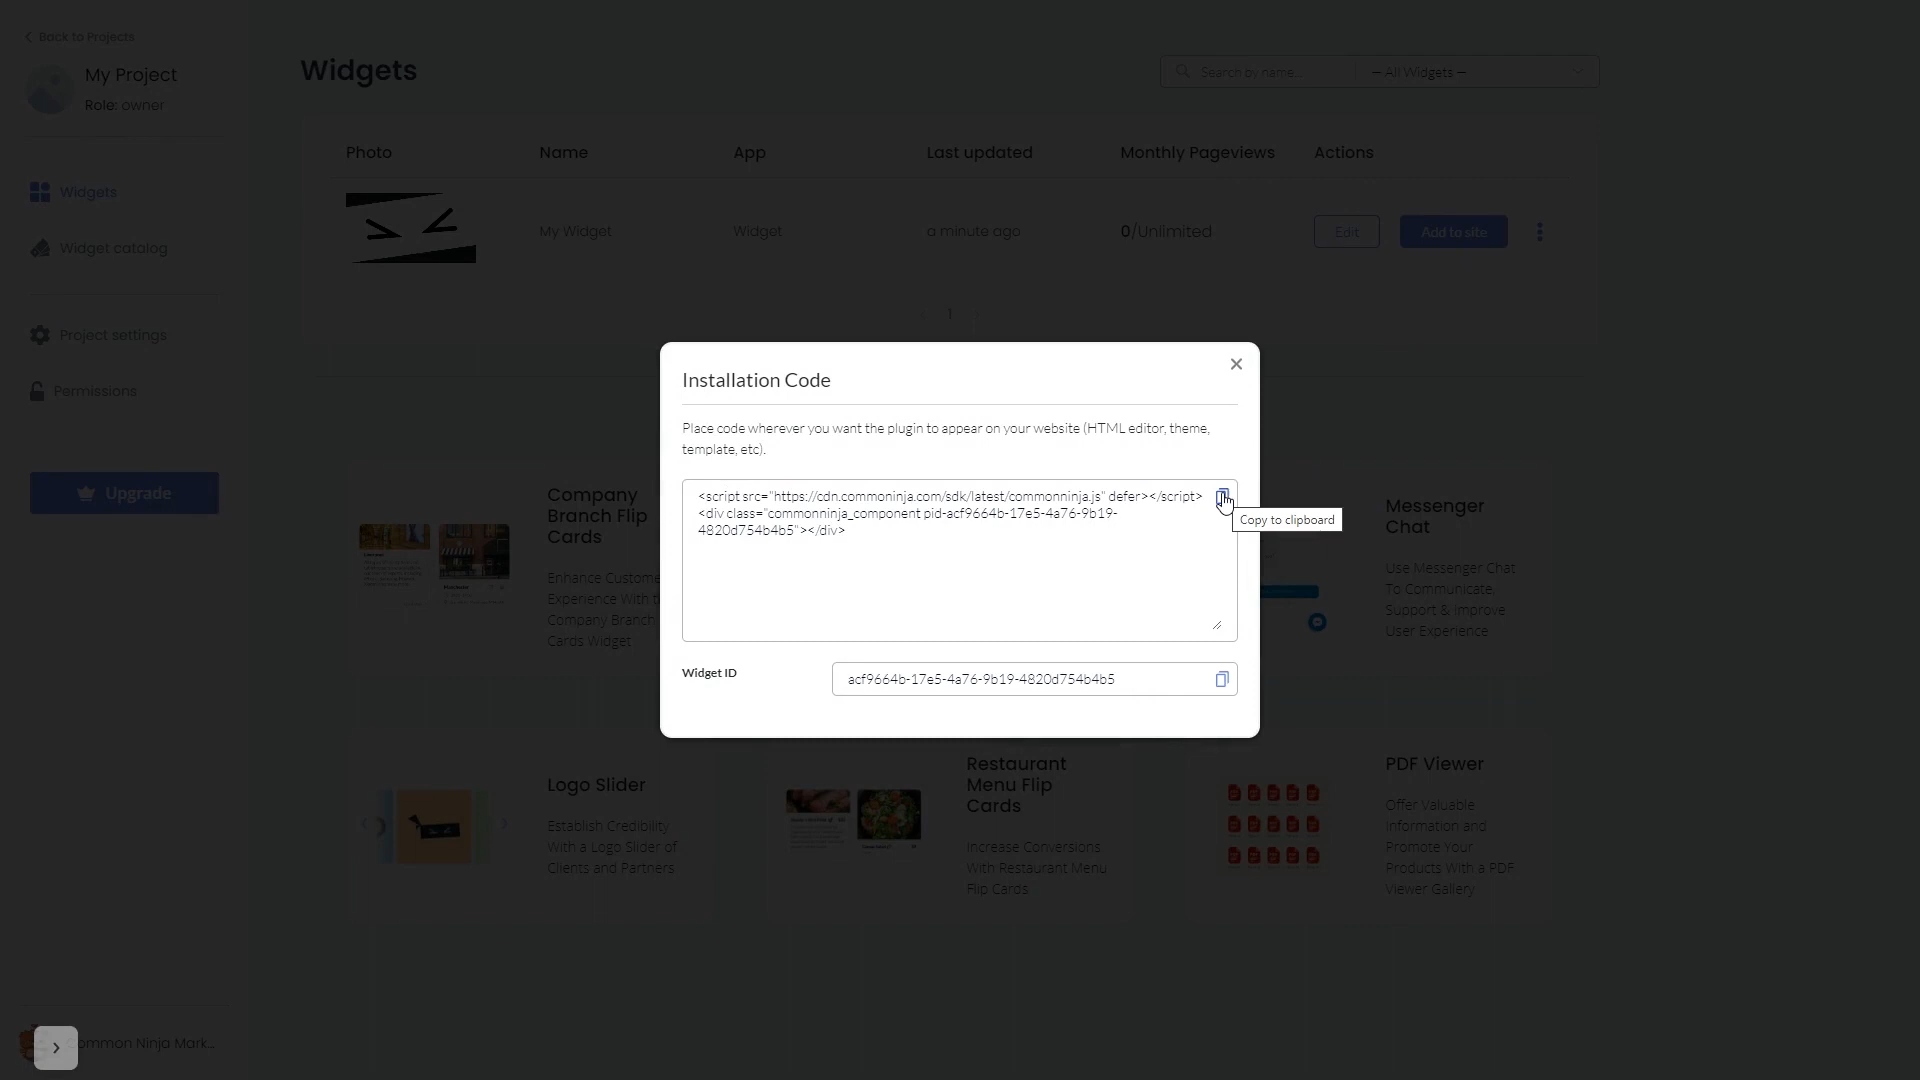 Back to Projects
My Project
Role: owner
Widgets
Widget catalog
Project settings
Permissions
Upgrade
Common Ninja Mark...
Widgets
Search by name...
— All Widgets —
Photo
Name
App
Last updated
Monthly Pageviews
Actions
My Widget
Widget
a minute ago
0/Unlimited
Edit
Add to site
1
Installation Code
Place code wherever you want the plugin to appear on your website (HTML editor, theme,
template, etc).
<script src="https://cdn.commoninja.com/sdk/latest/commonninja.js" defer></script>
<div class="commonninja_component pid-acf9664b-17e5-4a76-9b19-
4820d754b4b5"></div>
Copy to clipboard
Widget ID
acf9664b-17e5-4a76-9b19-4820d754b4b5
Company
Branch Flip
Cards
Enhance Custome
Experience With
Company Branch
Cards Widget
Messenger
Chat
Use Messenger Chat
To Communicate,
Support & Improve
User Experience
Logo Slider
Establish Credibility
With a Logo Slider of
Clients and Partners
Restaurant
Menu Flip
Cards
Increase Conversions
With Restaurant Menu
Flip Cards
PDF Viewer
Offer Valuable
Information and
Promote Your
Products With a PDF
Viewer Gallery